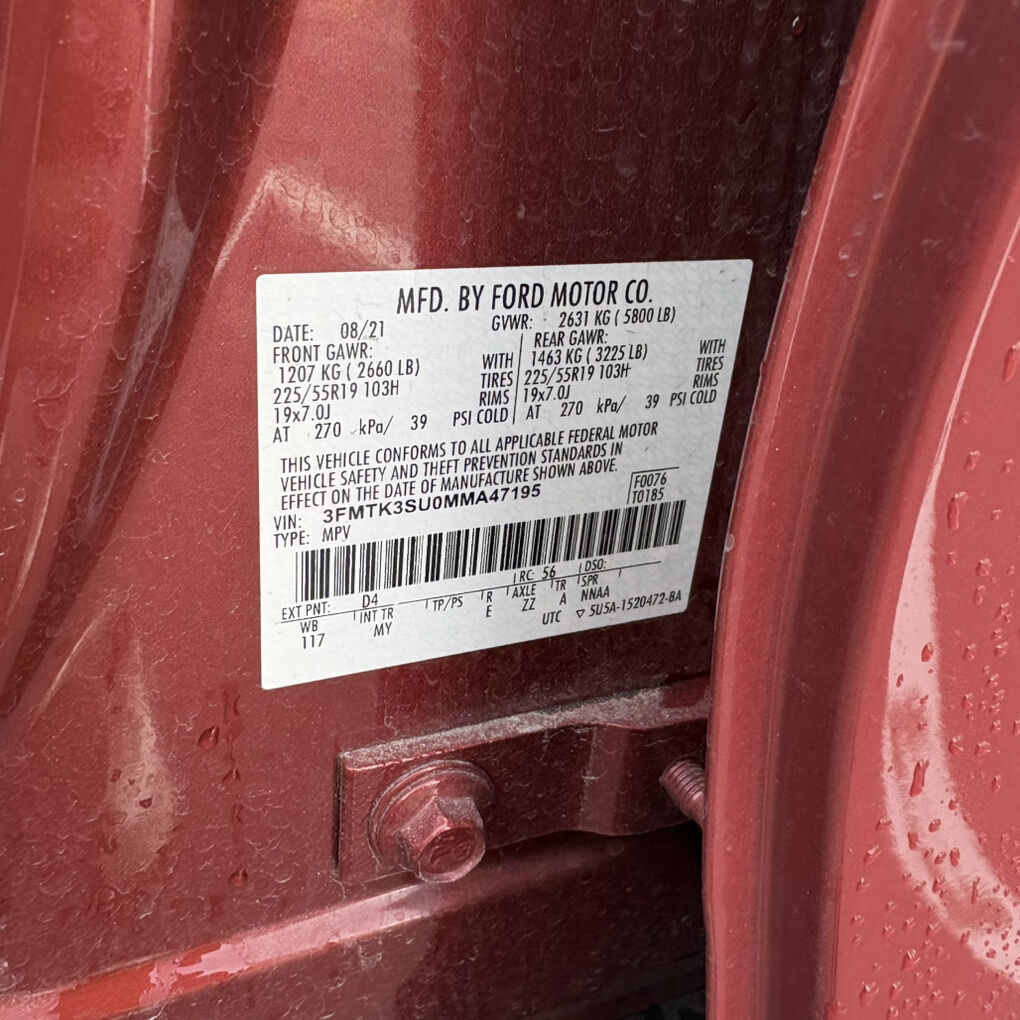 MFD. BY FORD MOTOR CO.
DATE: 08/21 GVWR: 2631 KG ( 5800 LB)
FRONT GAWR: REAR GAWR:
1207 KG ( 2660 LB) WITH 1463 KG ( 3225 LB) WITH
225/55R19 103H TIRES 225/55R19 103H TIRES
19x7.0J RIMS 19x7.0J RIMS
AT 270 kPa/ 39 PSI COLD AT 270 kPa/ 39 PSI COLD
THIS VEHICLE CONFORMS TO ALL APPLICABLE FEDERAL MOTOR
VEHICLE SAFETY AND THEFT PREVENTION STANDARDS IN
EFFECT ON THE DATE OF MANUFACTURE SHOWN ABOVE.
VIN: 3FMTK3SU0MMA47195 F0076
TYPE: MPV T0185
EXT PNT: D4 RC: 56 DSO:
WB INT TR TP/PS R AXLE TR SPR
117 MY E ZZ A NNAA
UTC ▽ 5U5A-1520472-BA